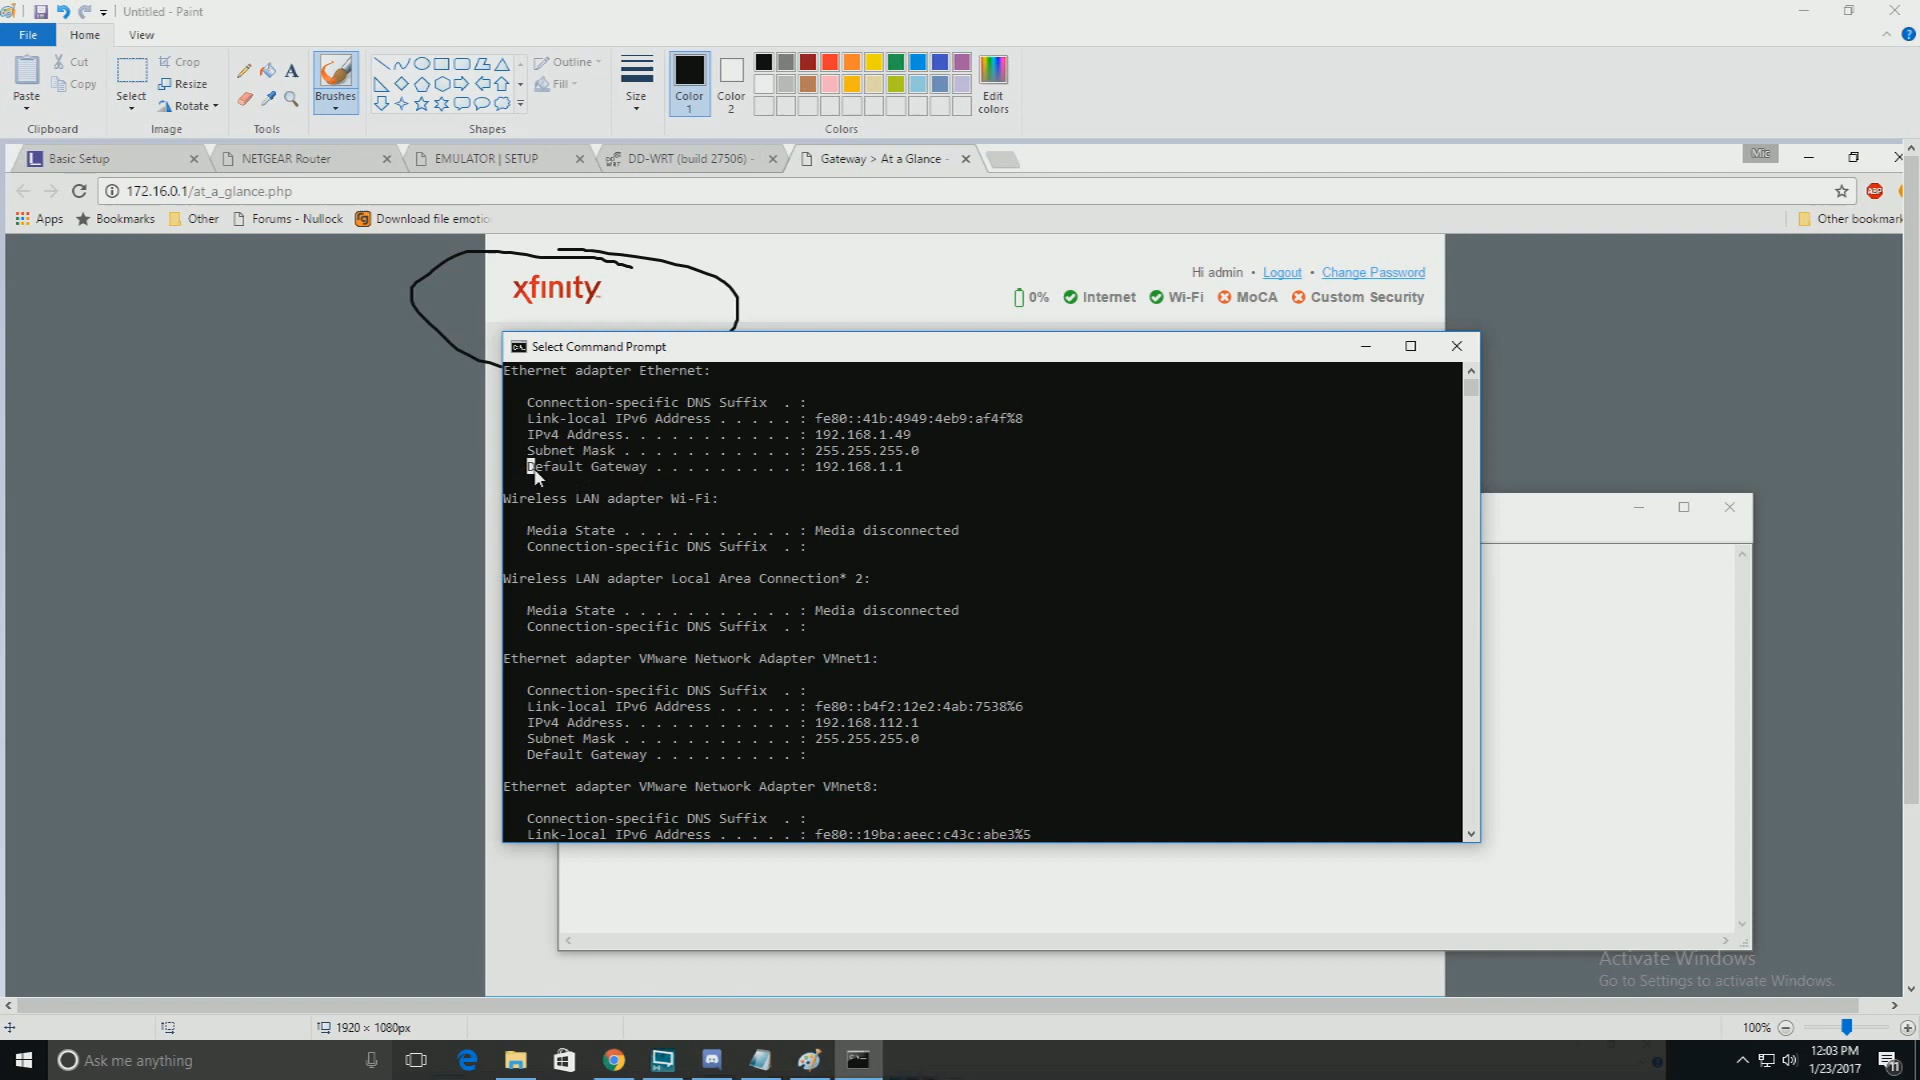 Untitled - Paint
File Home View
Paste Cut Copy Clipboard
Select Crop Resize Rotate Image
Tools
Brushes
Shapes Outline Fill
Size
Color 1 Color 2 Edit colors Colors
Basic Setup NETGEAR Router EMULATOR | SETUP DD-WRT (build 27506) - Gateway > At a Glance - Mic
172.16.0.1/at_a_glance.php ABP
Apps Bookmarks Other Forums - Nullock Download file emotio Other bookmark
xfinity
Hi admin • Logout • Change Password
0% Internet Wi-Fi MoCA Custom Security
Select Command Prompt
Ethernet adapter Ethernet:
Connection-specific DNS Suffix . :
Link-local IPv6 Address . . . . . : fe80::41b:4949:4eb9:af4f%8
IPv4 Address. . . . . . . . . . . : 192.168.1.49
Subnet Mask . . . . . . . . . . . : 255.255.255.0
Default Gateway . . . . . . . . . : 192.168.1.1
Wireless LAN adapter Wi-Fi:
Media State . . . . . . . . . . . : Media disconnected
Connection-specific DNS Suffix . :
Wireless LAN adapter Local Area Connection* 2:
Media State . . . . . . . . . . . : Media disconnected
Connection-specific DNS Suffix . :
Ethernet adapter VMware Network Adapter VMnet1:
Connection-specific DNS Suffix . :
Link-local IPv6 Address . . . . . : fe80::b4f2:12e2:4ab:7538%6
IPv4 Address. . . . . . . . . . . : 192.168.112.1
Subnet Mask . . . . . . . . . . . : 255.255.255.0
Default Gateway . . . . . . . . . :
Ethernet adapter VMware Network Adapter VMnet8:
Connection-specific DNS Suffix . :
Link-local IPv6 Address . . . . . : fe80::19ba:aeec:c43c:abe3%5
Activate Windows
Go to Settings to activate Windows.
1920 × 1080px 100%
Ask me anything
12:03 PM
1/23/2017
11